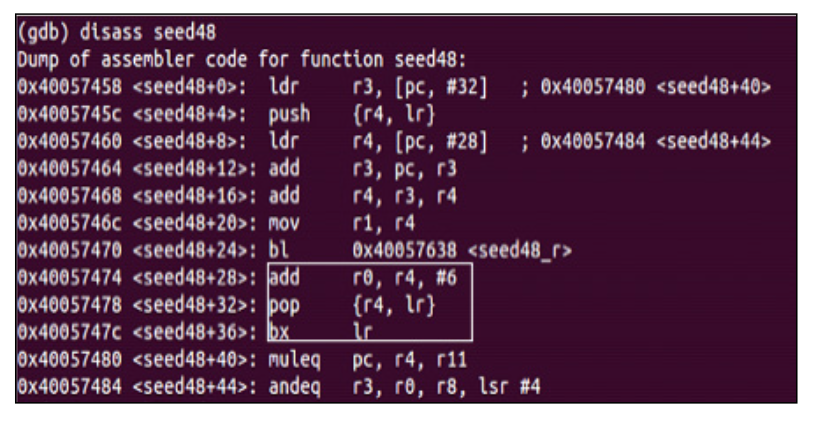 (gdb) disass seed48
Dump of assembler code for function seed48:
0x40057458 <seed48+0>: ldr r3, [pc, #32] ; 0x40057480 <seed48+40>
0x4005745c <seed48+4>: push {r4, lr}
0x40057460 <seed48+8>: ldr r4, [pc, #28] ; 0x40057484 <seed48+44>
0x40057464 <seed48+12>: add r3, pc, r3
0x40057468 <seed48+16>: add r4, r3, r4
0x4005746c <seed48+20>: mov r1, r4
0x40057470 <seed48+24>: bl 0x40057638 <seed48_r>
0x40057474 <seed48+28>: add r0, r4, #6
0x40057478 <seed48+32>: pop {r4, lr}
0x4005747c <seed48+36>: bx lr
0x40057480 <seed48+40>: muleq pc, r4, r11
0x40057484 <seed48+44>: andeq r3, r0, r8, lsr #4